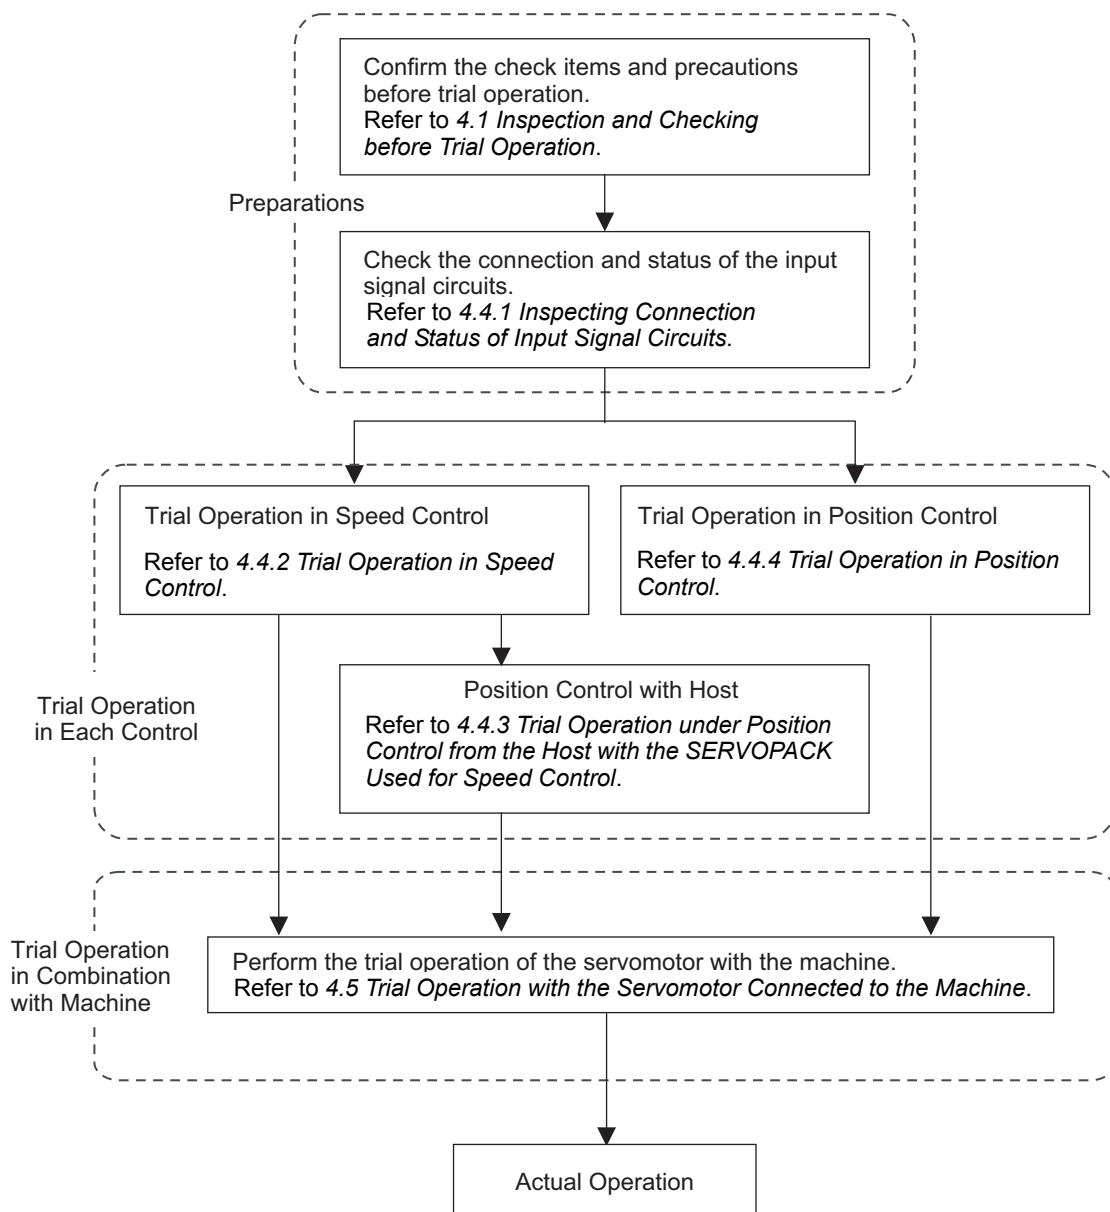 Confirm the check items and precautions
before trial operation.
Refer to 4.1 Inspection and Checking
before Trial Operation.
Preparations
Check the connection and status of the input
signal circuits.
Refer to 4.4.1 Inspecting Connection
and Status of Input Signal Circuits.
Trial Operation in Speed Control
Refer to 4.4.2 Trial Operation in Speed
Control.
Trial Operation in Position Control
Refer to 4.4.4 Trial Operation in Position
Control.
Trial Operation
in Each Control
Position Control with Host
Refer to 4.4.3 Trial Operation under Position
Control from the Host with the SERVOPACK
Used for Speed Control.
Trial Operation
in Combination
with Machine
Perform the trial operation of the servomotor with the machine.
Refer to 4.5 Trial Operation with the Servomotor Connected to the Machine.
Actual Operation